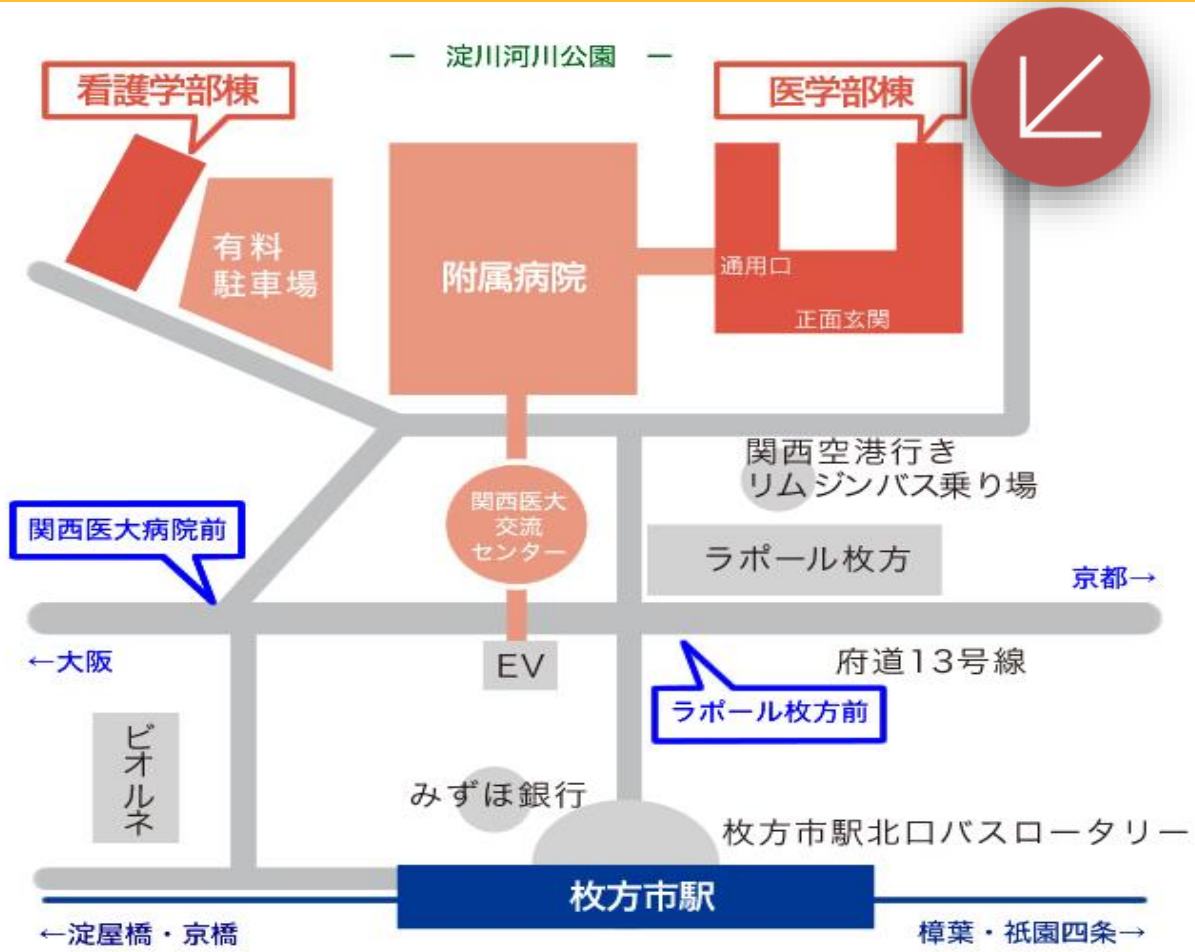 ― 淀川河川公園 ―
看護学部棟
医学部棟
有料
駐車場
附属病院
通用口
正面玄関
関西空港行き
リムジンバス乗り場
関西医大
交流
センター
関西医大病院前
ラポール枚方
京都→
←大阪
EV
府道13号線
ラポール枚方前
ビオルネ
みずほ銀行
枚方市駅北口バスロータリー
枚方市駅
←淀屋橋・京橋
樟葉・祇園四条→